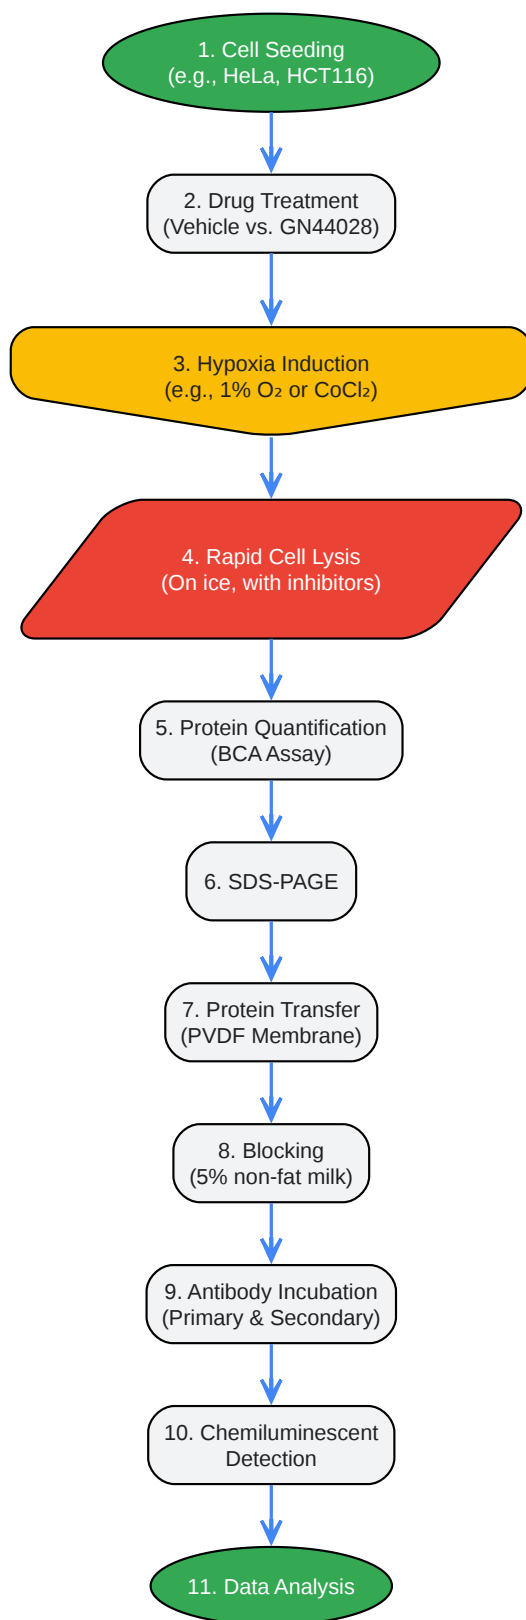 1. Cell Seeding
(e.g., HeLa, HCT116)
2. Drug Treatment
(Vehicle vs. GN44028)
3. Hypoxia Induction
(e.g., 1% O₂ or CoCl₂)
4. Rapid Cell Lysis
(On ice, with inhibitors)
5. Protein Quantification
(BCA Assay)
6. SDS-PAGE
7. Protein Transfer
(PVDF Membrane)
8. Blocking
(5% non-fat milk)
9. Antibody Incubation
(Primary & Secondary)
10. Chemiluminescent
Detection
11. Data Analysis